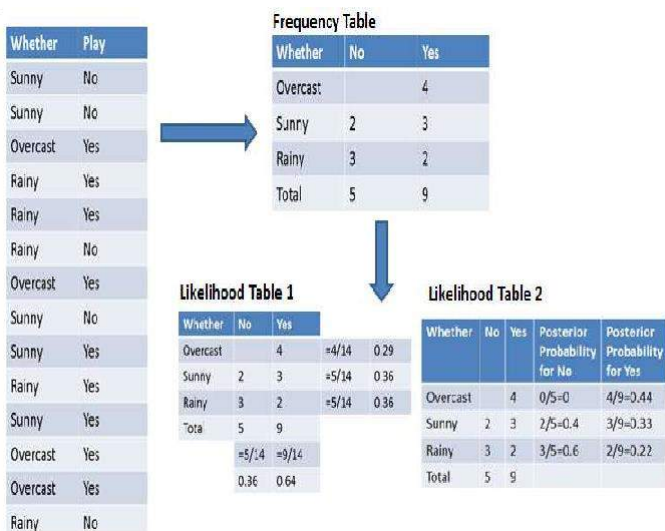 Whether Play
Sunny No
Sunny No
Overcast Yes
Rainy Yes
Rainy Yes
Rainy No
Overcast Yes
Sunny No
Sunny Yes
Rainy Yes
Sunny Yes
Overcast Yes
Overcast Yes
Rainy No
Frequency Table
Whether No Yes
Overcast 4
Sunny 2 3
Rainy 3 2
Total 5 9
Likelihood Table 1
Whether No Yes
Overcast 4 =4/14 0.29
Sunny 2 3 =5/14 0.36
Rainy 3 2 =5/14 0.36
Tota 5 9
=5/14 =9/14
0.36 0.64
Likelihood Table 2
Whether No Yes Posterior Posterior
Probability Probability
for No for Yes
Overcast 4 0/5=0 4/9=0.44
Sunny 2 3 2/5=0.4 3/9=0.33
Rainy 3 2 3/5=0.6 2/9=0.22
Total 5 9